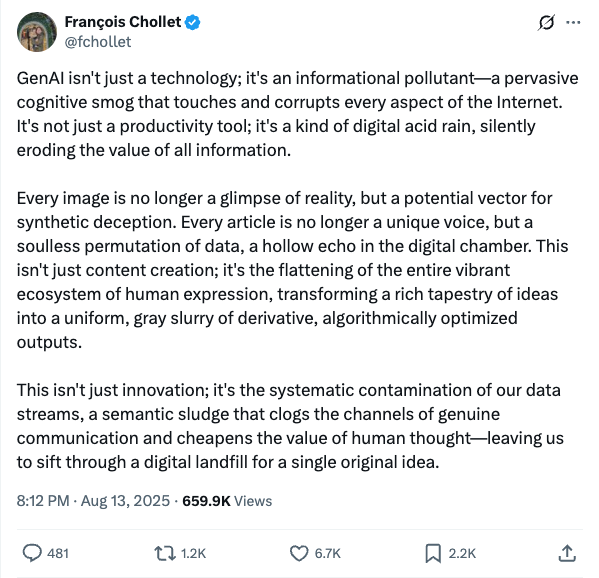 François Chollet
@fchollet
GenAI isn't just a technology; it's an informational pollutant—a pervasive
cognitive smog that touches and corrupts every aspect of the Internet.
It's not just a productivity tool; it's a kind of digital acid rain, silently
eroding the value of all information.
Every image is no longer a glimpse of reality, but a potential vector for
synthetic deception. Every article is no longer a unique voice, but a
soulless permutation of data, a hollow echo in the digital chamber. This
isn't just content creation; it's the flattening of the entire vibrant
ecosystem of human expression, transforming a rich tapestry of ideas
into a uniform, gray slurry of derivative, algorithmically optimized
outputs.
This isn't just innovation; it's the systematic contamination of our data
streams, a semantic sludge that clogs the channels of genuine
communication and cheapens the value of human thought—leaving us
to sift through a digital landfill for a single original idea.
8:12 PM · Aug 13, 2025 · 659.9K Views
481 1.2K 6.7K 2.2K